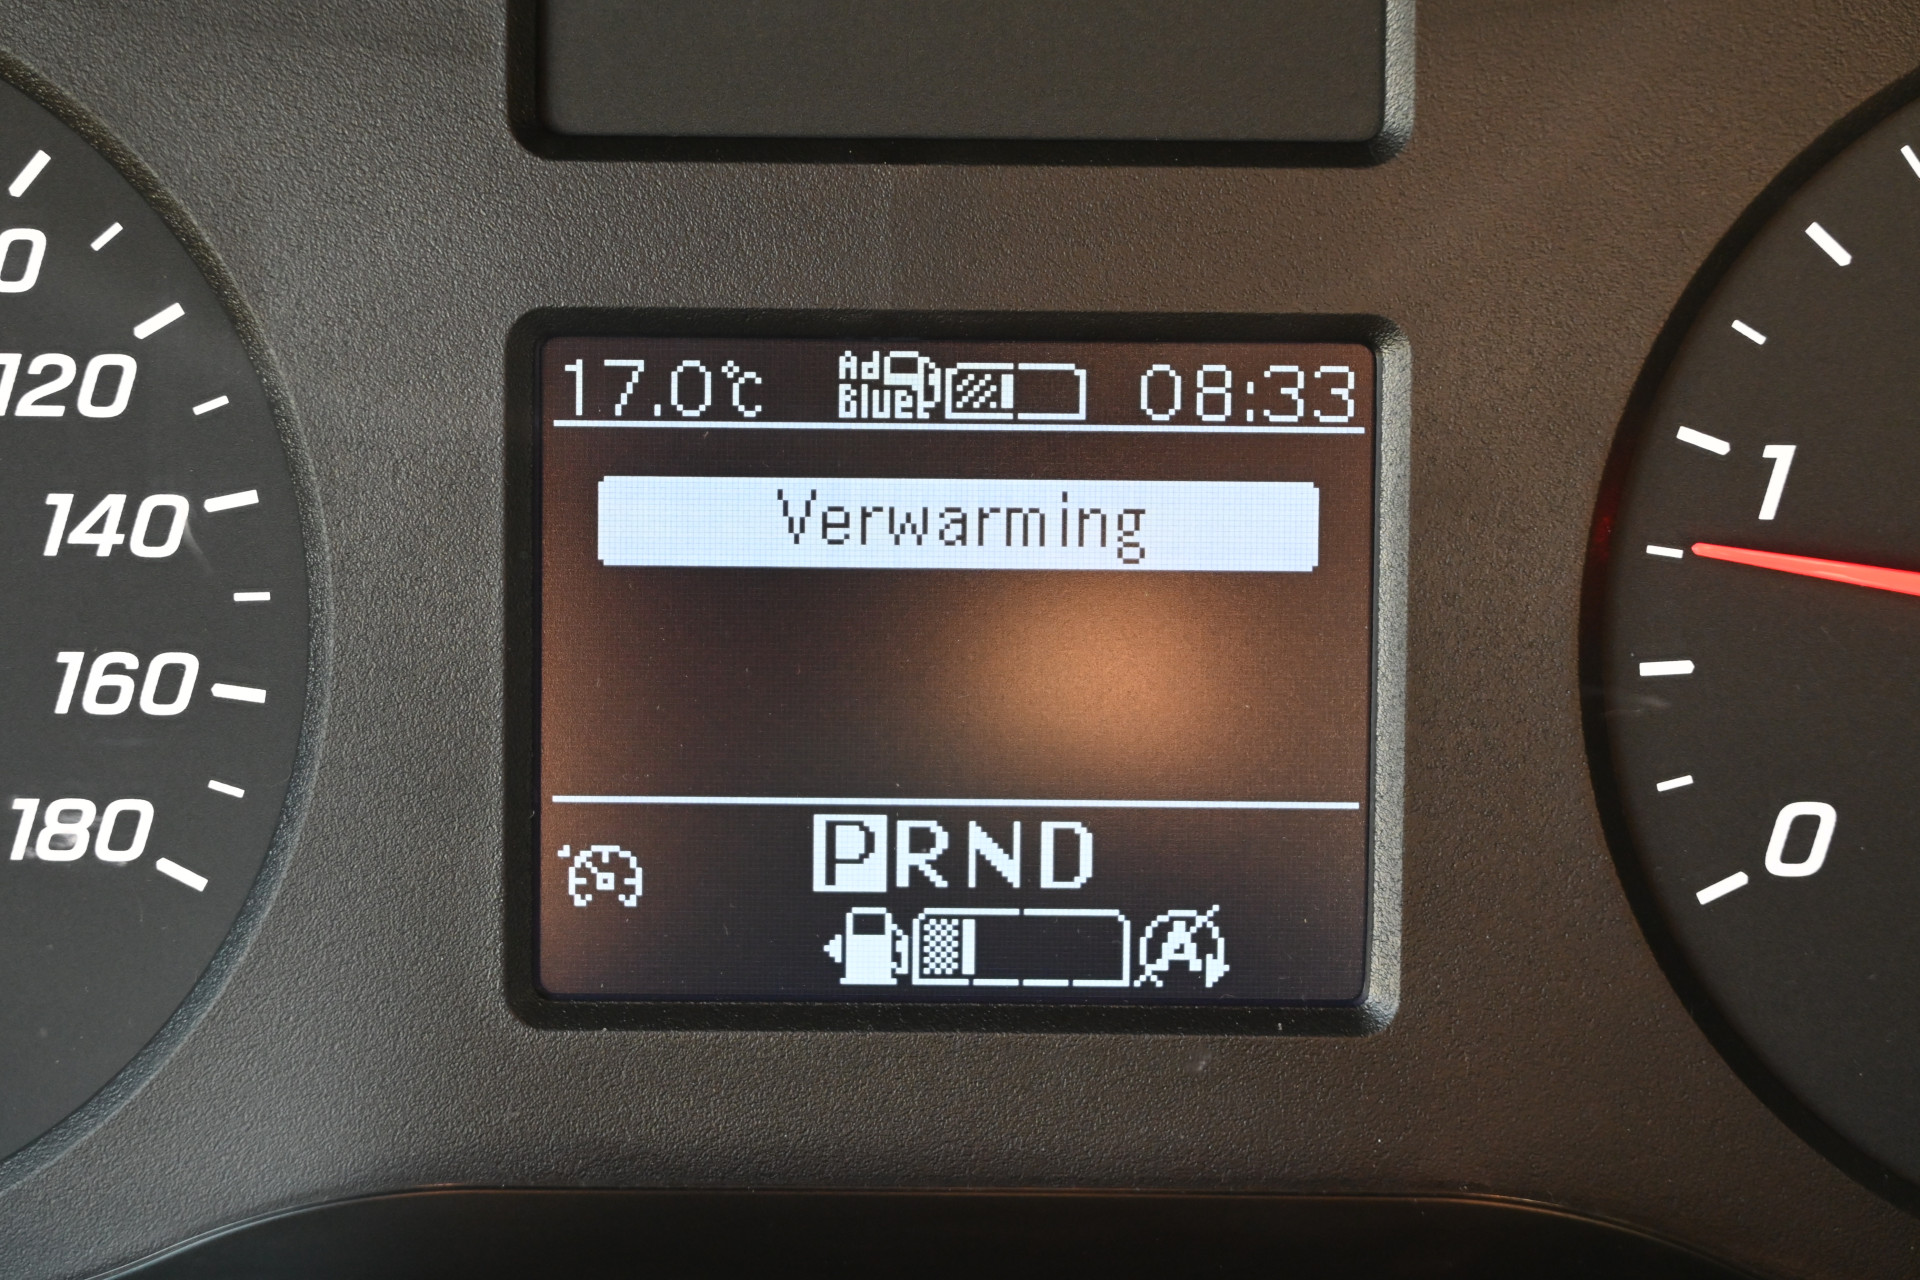 17.0°C
Ad
Blue
08:33
Verwarming
PRND
A
0
120
140
160
180
1
0